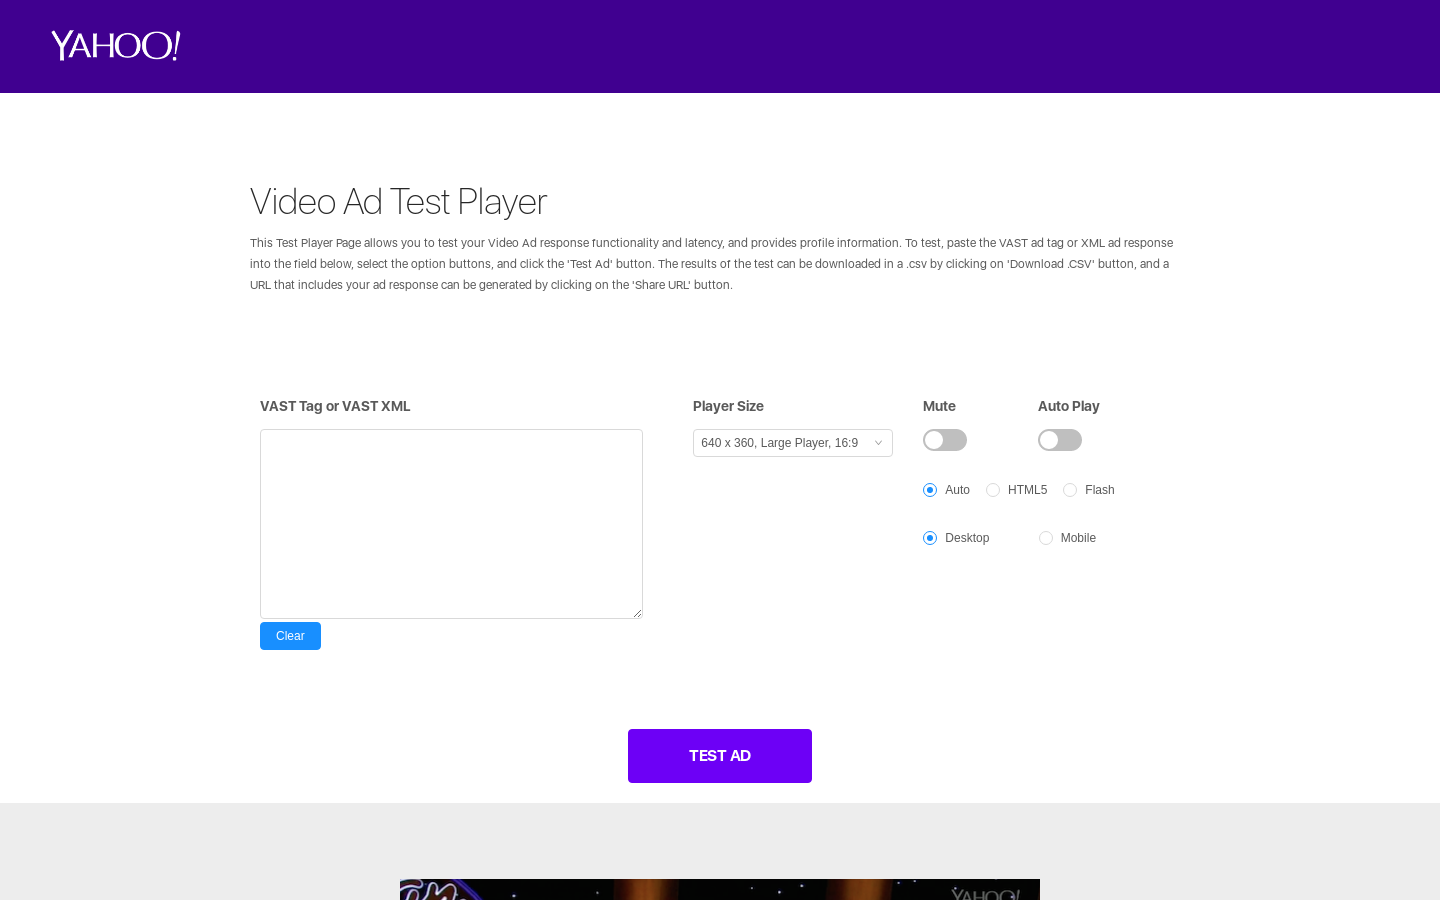 YAHOO!
Video Ad Test Player
This Test Player Page allows you to test your Video Ad response functionality and latency, and provides profile information. To test, paste the VAST ad tag or XML ad response
into the field below, select the option buttons, and click the 'Test Ad' button. The results of the test can be downloaded in a .csv by clicking on 'Download .CSV' button, and a
URL that includes your ad response can be generated by clicking on the 'Share URL' button.
VAST Tag or VAST XML
Player Size
Mute
Auto Play
640 x 360, Large Player, 16:9
Auto
HTML5
Flash
Desktop
Mobile
Clear
TEST AD
YAHOO!